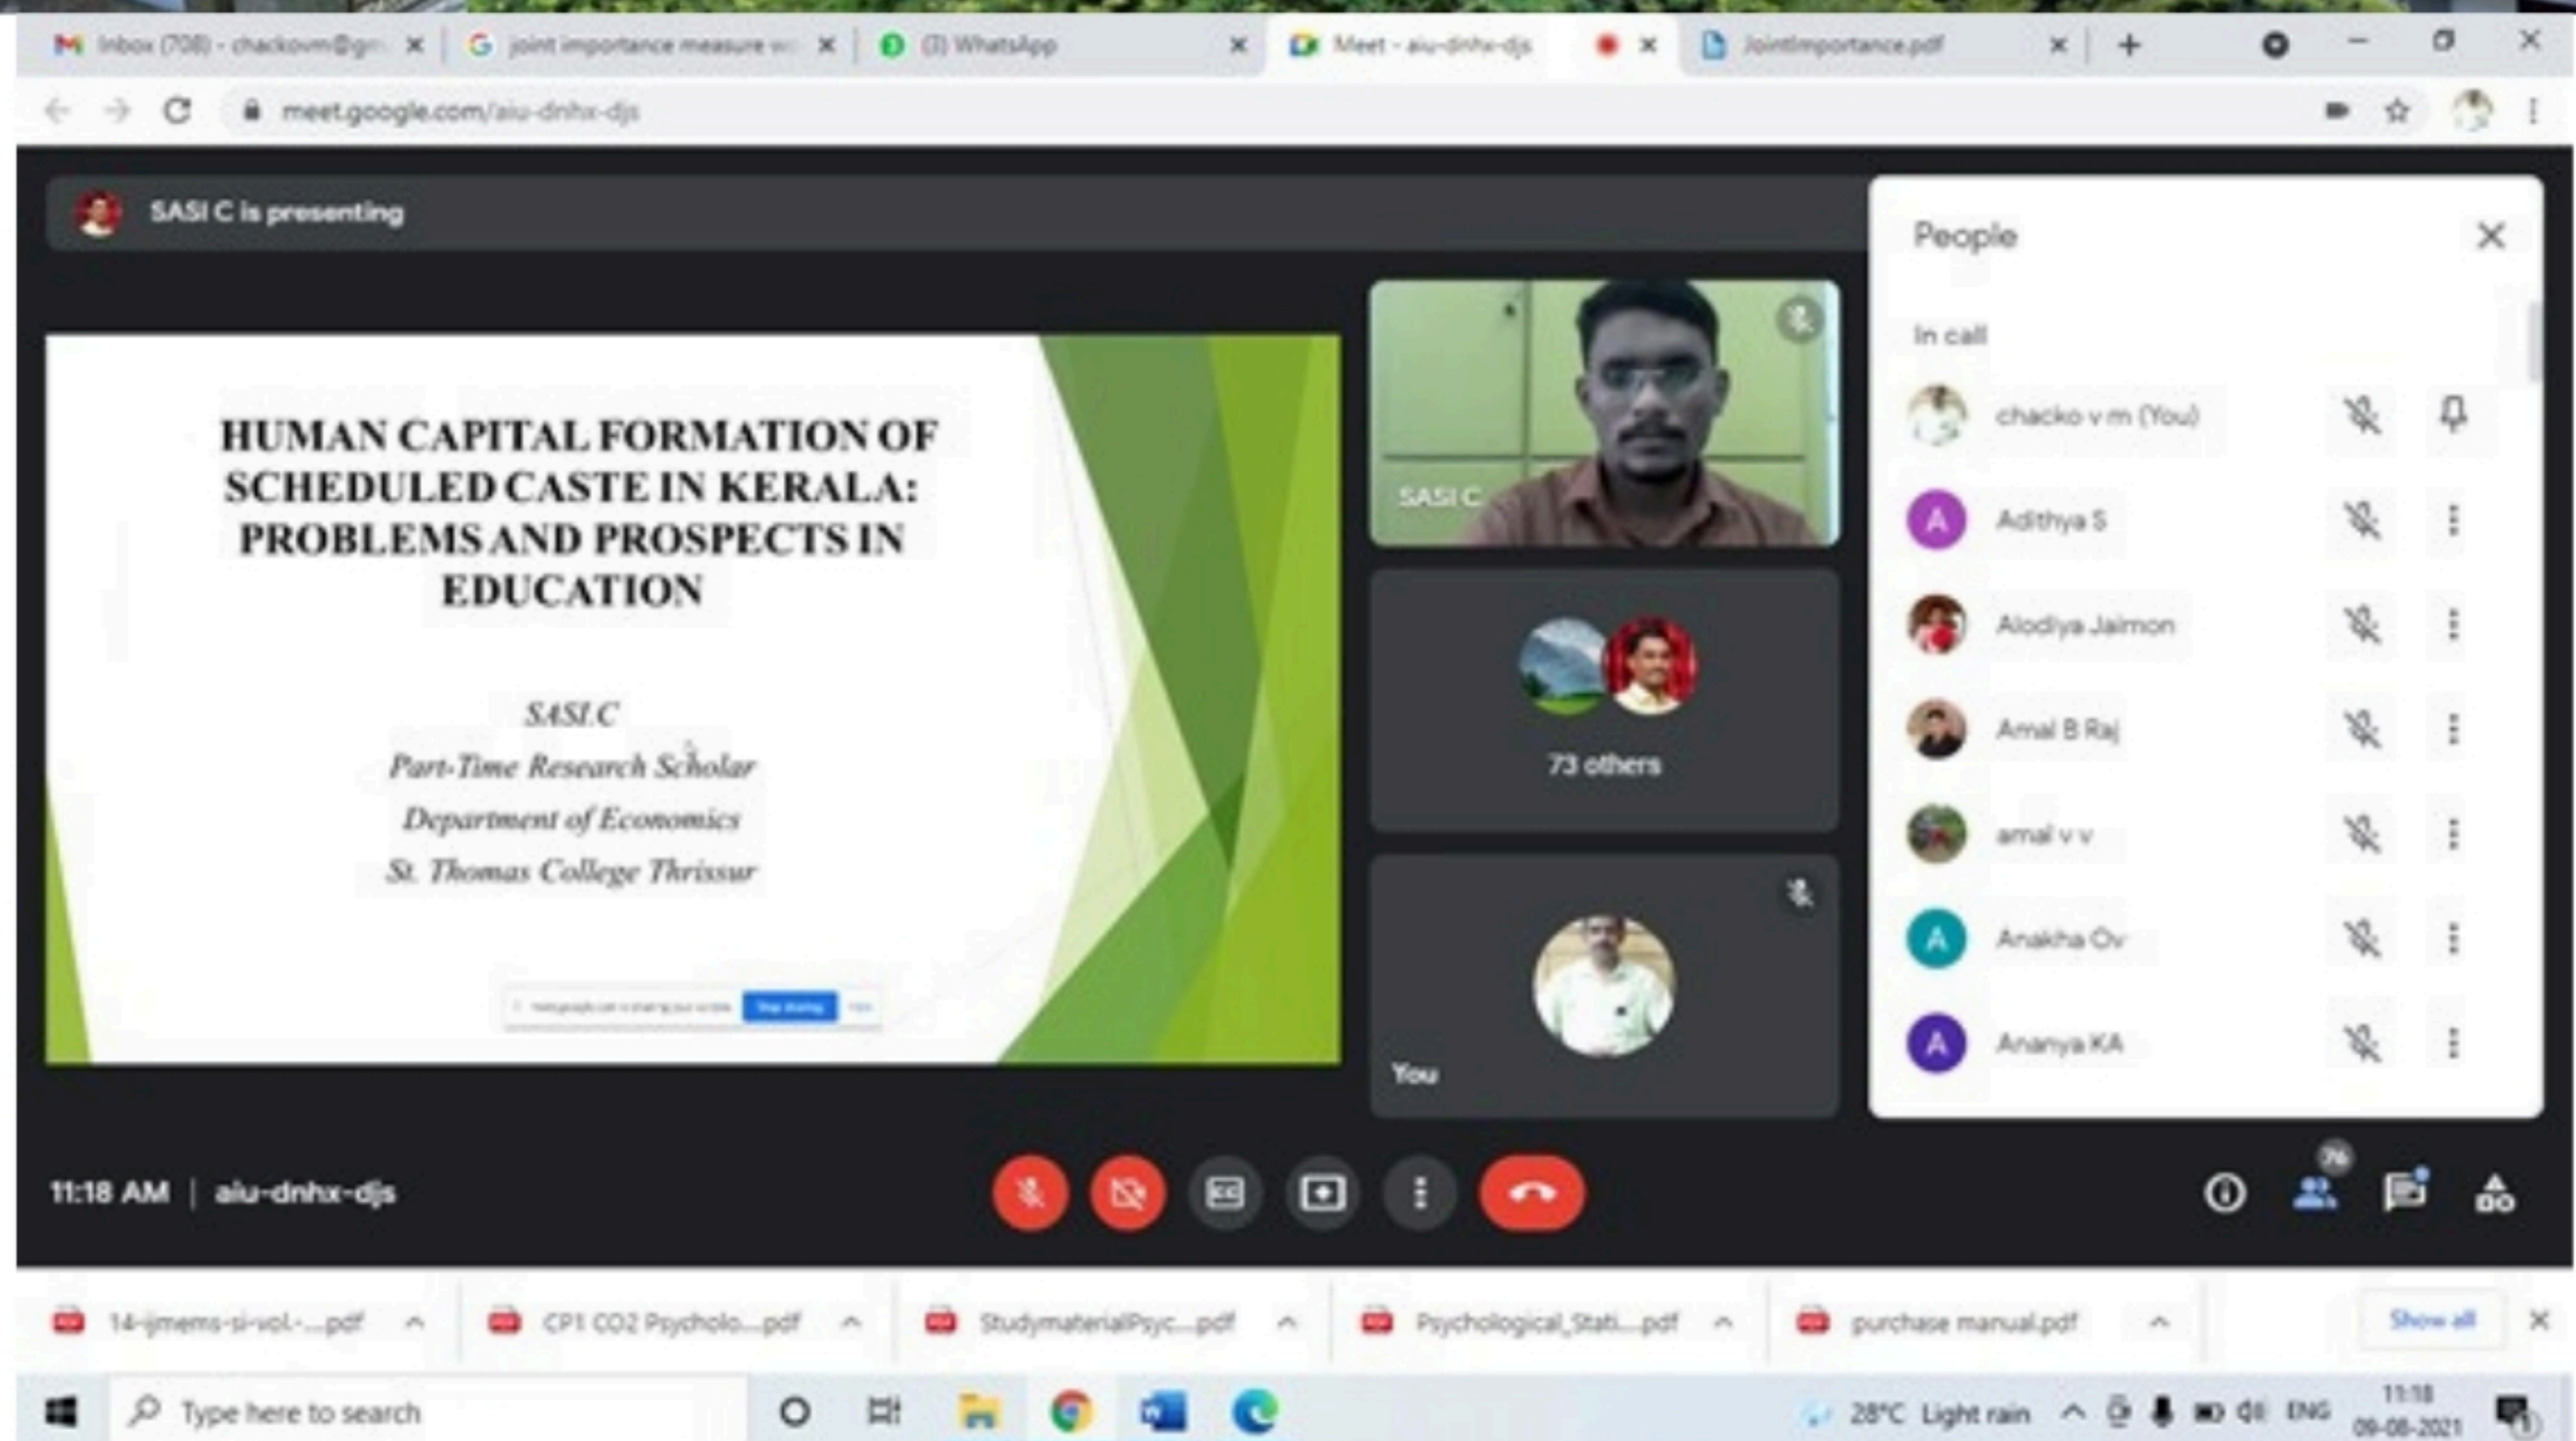 Inbox (708) - chackovm@gm
joint importance measure w
(3) WhatsApp
Meet - aiu-dnhx-djs
JointImportance.pdf
meet.google.com/aiu-dnhx-djs
SASI C is presenting
HUMAN CAPITAL FORMATION OF
SCHEDULED CASTE IN KERALA:
PROBLEMS AND PROSPECTS IN
EDUCATION
SASI.C
Part-Time Research Scholar
Department of Economics
St. Thomas College Thrissur
Stop sharing
SASI C
73 others
You
People
In call
chacko v m (You)
A Adithya S
Alodiya Jaimon
Amal B Raj
amal v v
A Anakha Ov
A Ananya KA
11:18 AM | aiu-dnhx-djs
76
14-ijmems-si-vol.-....pdf
CP1 CO2 Psycholo....pdf
StudymaterialPsyc....pdf
Psychological_Stati....pdf
purchase manual.pdf
Show all
Type here to search
28°C Light rain
ENG
11:18
09-08-2021